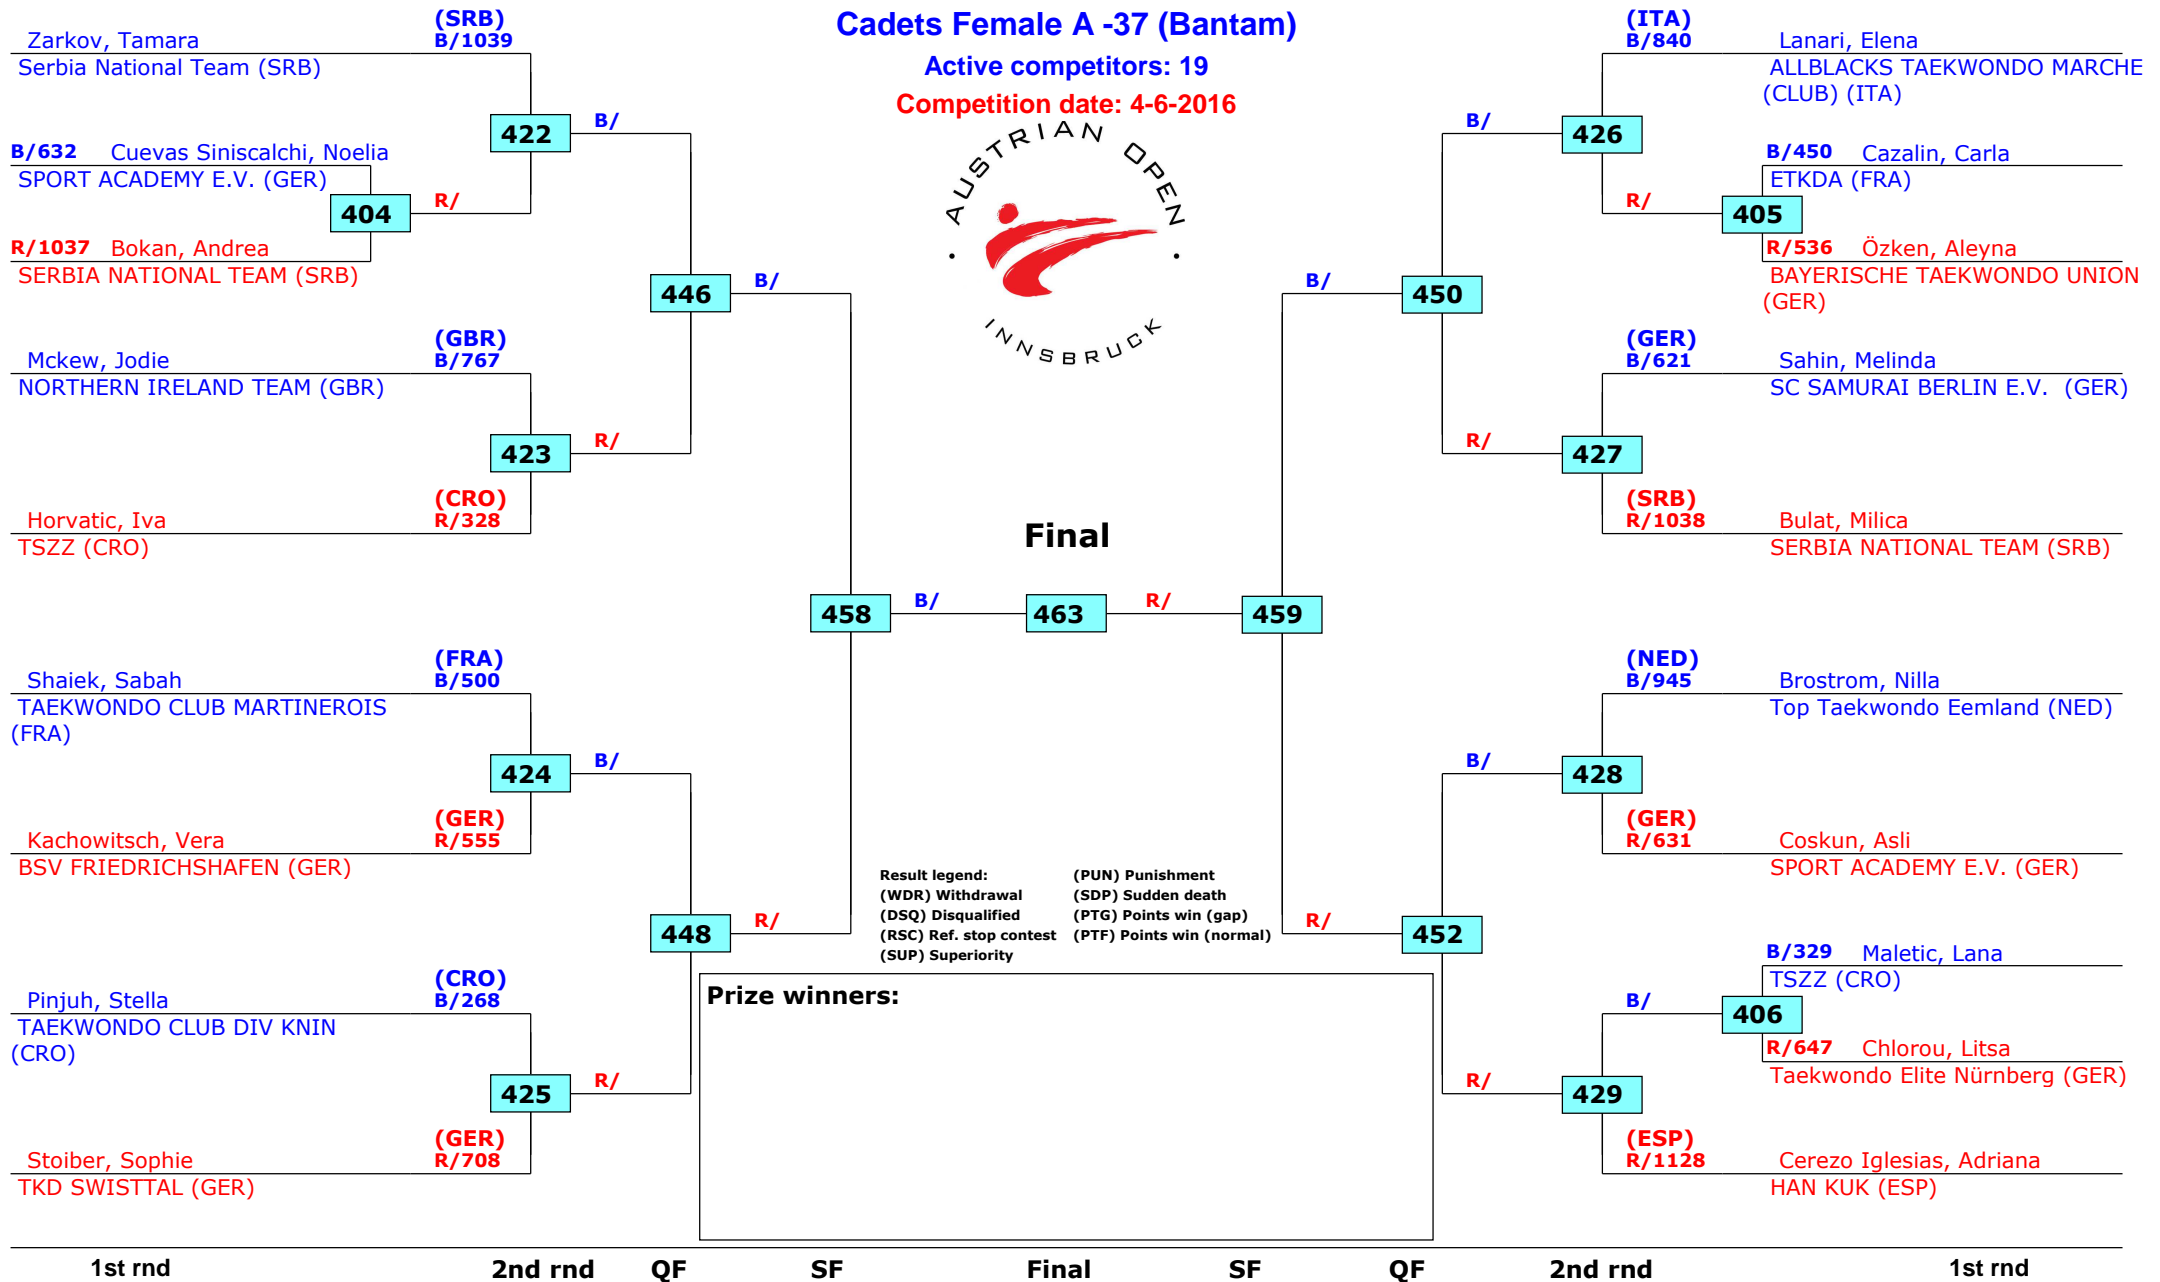 Cadets Female A -37 (Bantam)
Active competitors: 19
Competition date: 4-6-2016
AUSTRIAN OPEN
INNSBRUCK
(SRB)
Zarkov, Tamara B/1039
Serbia National Team (SRB)
422
B/
B/632 Cuevas Siniscalchi, Noelia
SPORT ACADEMY E.V. (GER)
404
R/
R/1037 Bokan, Andrea
SERBIA NATIONAL TEAM (SRB)
446
B/
(GBR)
Mckew, Jodie B/767
NORTHERN IRELAND TEAM (GBR)
423
R/
(CRO)
Horvatic, Iva R/328
TSZZ (CRO)
458
B/
(FRA)
Shaiek, Sabah B/500
TAEKWONDO CLUB MARTINEROIS
(FRA)
424
B/
(GER)
Kachowitsch, Vera R/555
BSV FRIEDRICHSHAFEN (GER)
448
R/
(CRO)
Pinjuh, Stella B/268
TAEKWONDO CLUB DIV KNIN
(CRO)
425
R/
(GER)
Stoiber, Sophie R/708
TKD SWISTTAL (GER)
Final
463
R/
459
(ITA)
B/840 Lanari, Elena
ALLBLACKS TAEKWONDO MARCHE
(CLUB) (ITA)
B/
426
B/450 Cazalin, Carla
ETKDA (FRA)
R/
405
R/536 Özken, Aleyna
BAYERISCHE TAEKWONDO UNION
(GER)
B/
450
(GER)
B/621 Sahin, Melinda
SC SAMURAI BERLIN E.V. (GER)
R/
427
(SRB)
R/1038 Bulat, Milica
SERBIA NATIONAL TEAM (SRB)
(NED)
B/945 Brostrom, Nilla
Top Taekwondo Eemland (NED)
B/
428
(GER)
R/631 Coskun, Asli
SPORT ACADEMY E.V. (GER)
R/
452
B/329 Maletic, Lana
TSZZ (CRO)
B/
406
R/647 Chlorou, Litsa
Taekwondo Elite Nürnberg (GER)
R/
429
(ESP)
R/1128 Cerezo Iglesias, Adriana
HAN KUK (ESP)
Result legend: (PUN) Punishment
(WDR) Withdrawal (SDP) Sudden death
(DSQ) Disqualified (PTG) Points win (gap)
(RSC) Ref. stop contest (PTF) Points win (normal)
(SUP) Superiority
Prize winners:
1st rnd 2nd rnd QF SF Final SF QF 2nd rnd 1st rnd